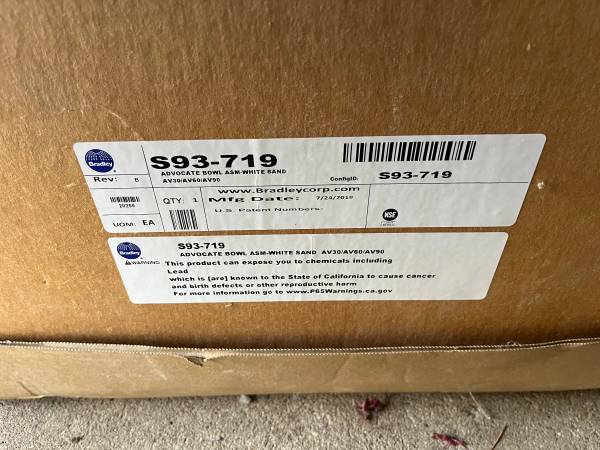 Bradley
S93-719
ADVOCATE BOWL ASM-WHITE SAND
AV30/AV60/AV90
ConfigID:
S93-719
Rev: B
20266
QTY: 1
www.Bradleycorp.com
Mfg Date: 7/24/2019
U.S. Patent Numbers:
UOM: EA
NSF
Bradley
S93-719
ADVOCATE BOWL ASM-WHITE SAND AV30/AV60/AV90
WARNING This product can expose you to chemicals including
Lead
which is [are] known to the State of California to cause cancer
and birth defects or other reproductive harm
For more information go to www.P65Warnings.ca.gov